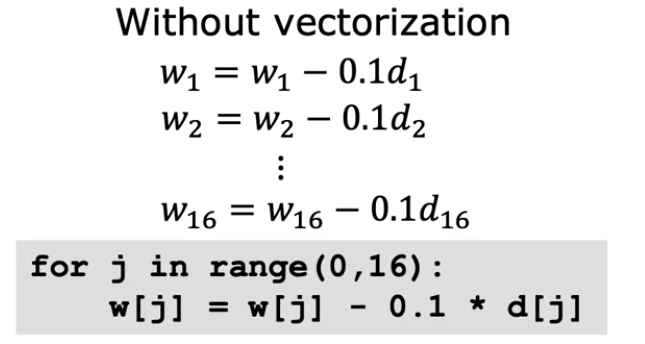 Without vectorization
w₁ = w₁ − 0.1d₁
w₂ = w₂ − 0.1d₂
⋮
w₁₆ = w₁₆ − 0.1d₁₆
for j in range(0,16):
    w[j] = w[j] - 0.1 * d[j]